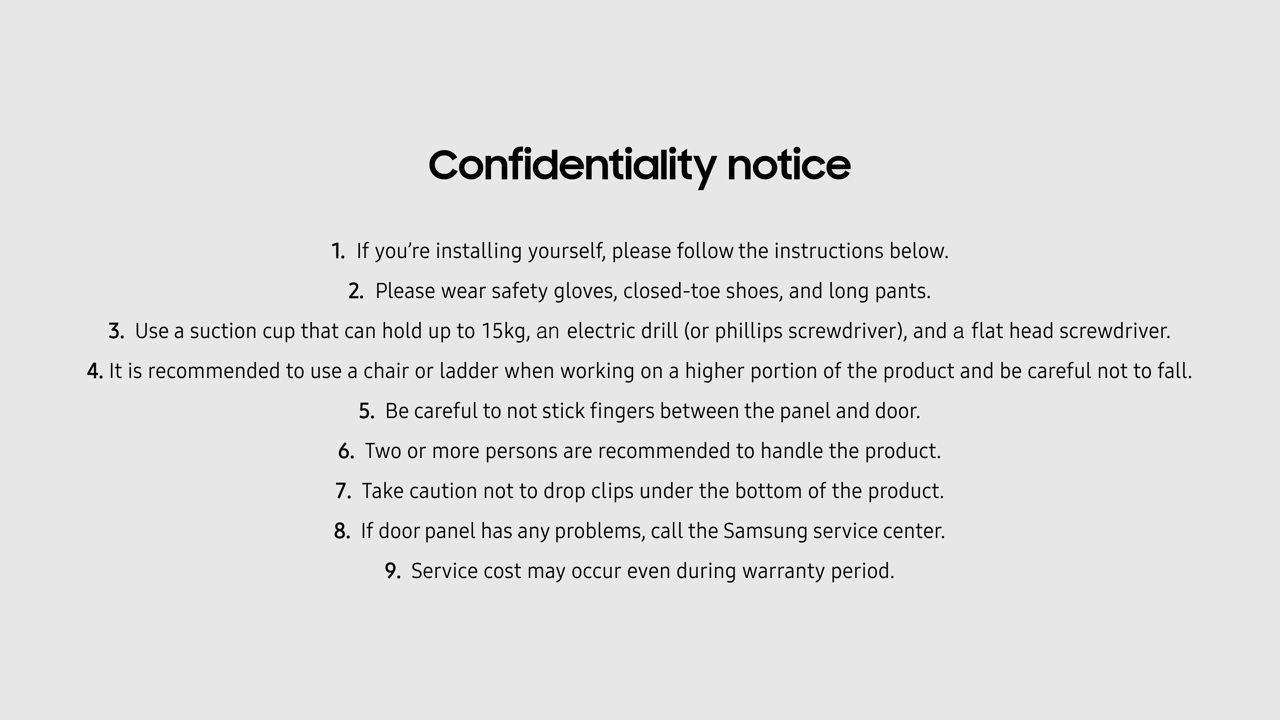 Confidentiality notice
1. If you’re installing yourself, please follow the instructions below.
2. Please wear safety gloves, closed-toe shoes, and long pants.
3. Use a suction cup that can hold up to 15kg, an electric drill (or phillips screwdriver), and a flat head screwdriver.
4. It is recommended to use a chair or ladder when working on a higher portion of the product and be careful not to fall.
5. Be careful to not stick fingers between the panel and door.
6. Two or more persons are recommended to handle the product.
7. Take caution not to drop clips under the bottom of the product.
8. If door panel has any problems, call the Samsung service center.
9. Service cost may occur even during warranty period.